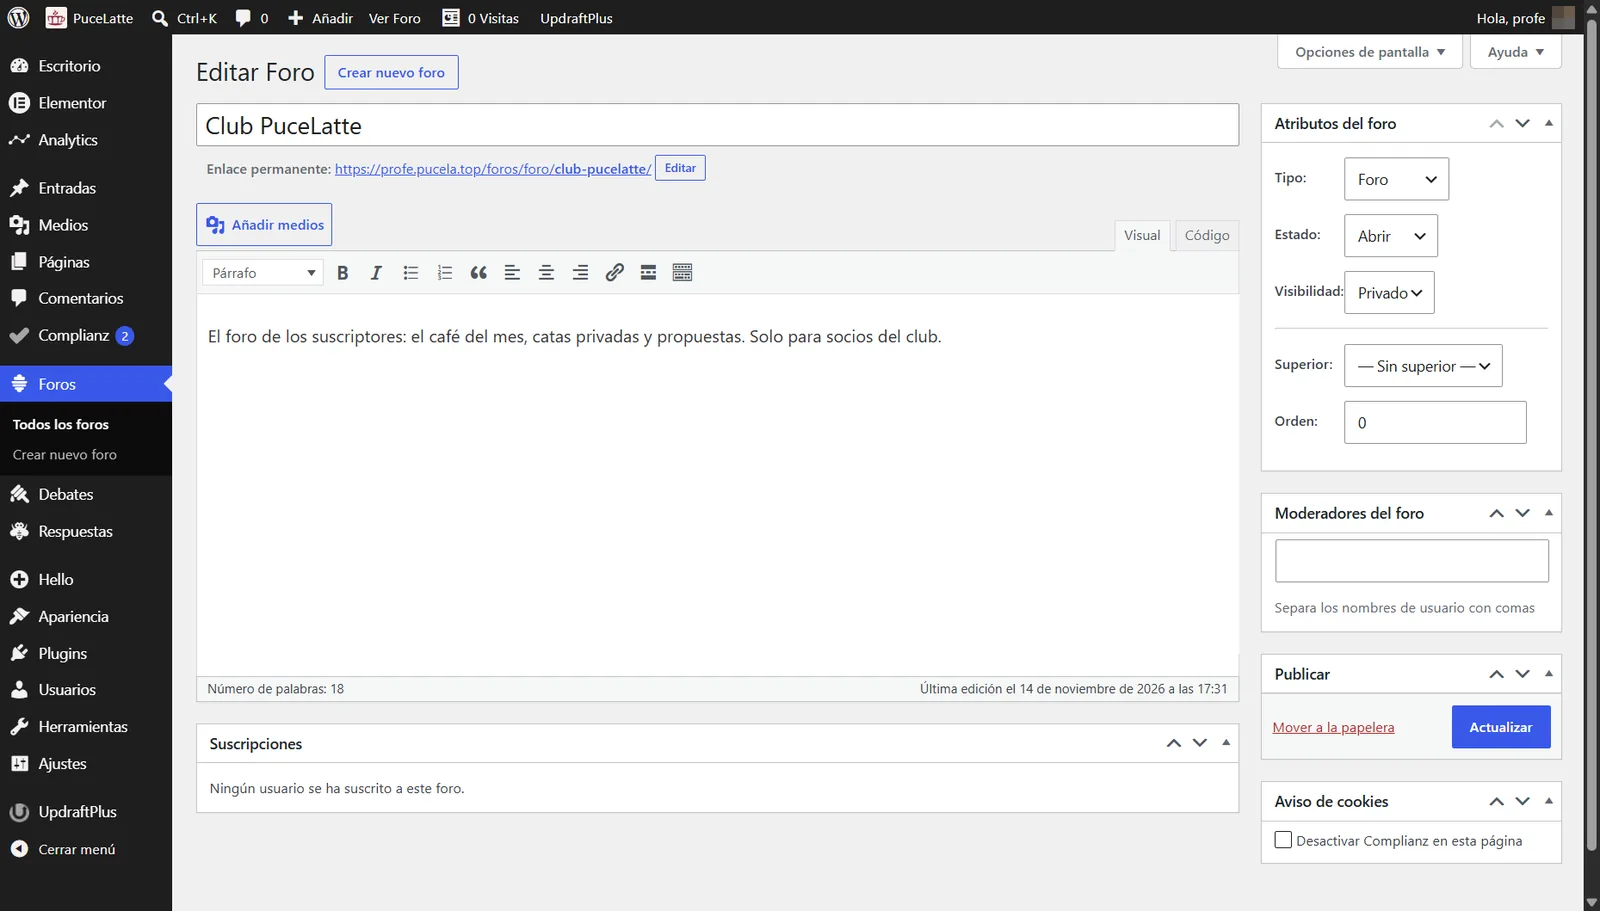 PuceLatte
Ctrl+K
0
Añadir
Ver Foro
0 Visitas
UpdraftPlus
Hola, profe
Escritorio
Elementor
Analytics
Entradas
Medios
Páginas
Comentarios
Complianz 2
Foros
Todos los foros
Crear nuevo foro
Debates
Respuestas
Hello
Apariencia
Plugins
Usuarios
Herramientas
Ajustes
UpdraftPlus
Cerrar menú
Opciones de pantalla
Ayuda
Editar Foro
Crear nuevo foro
Club PuceLatte
Enlace permanente: https://profe.pucela.top/foros/foro/club-pucelatte/ Editar
Añadir medios
Visual
Código
Párrafo
El foro de los suscriptores: el café del mes, catas privadas y propuestas. Solo para socios del club.
Número de palabras: 18
Última edición el 14 de noviembre de 2026 a las 17:31
Suscripciones
Ningún usuario se ha suscrito a este foro.
Atributos del foro
Tipo: Foro
Estado: Abrir
Visibilidad: Privado
Superior: — Sin superior —
Orden: 0
Moderadores del foro
Separa los nombres de usuario con comas
Publicar
Mover a la papelera
Actualizar
Aviso de cookies
Desactivar Complianz en esta página